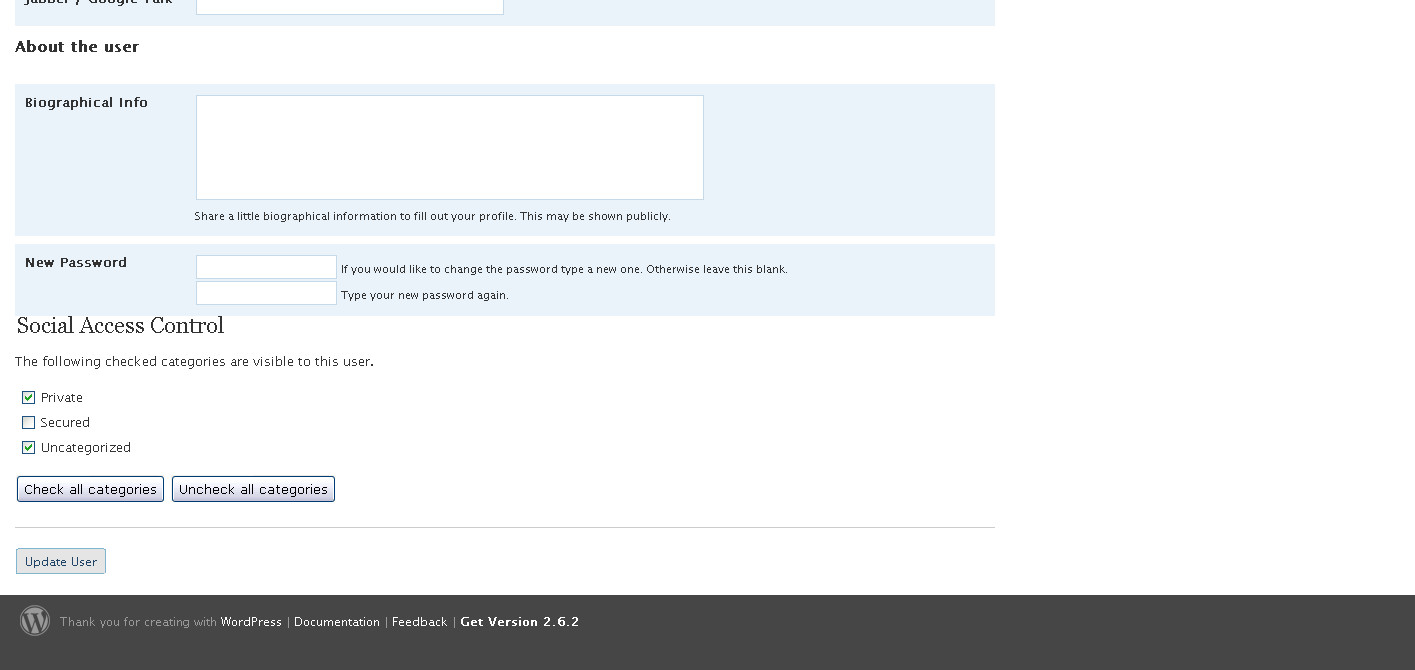 Jabber / Google Talk
About the user
Biographical Info
Share a little biographical information to fill out your profile. This may be shown publicly.
New Password
If you would like to change the password type a new one. Otherwise leave this blank.
Type your new password again.
Social Access Control
The following checked categories are visible to this user.
Private
Secured
Uncategorized
Check all categories Uncheck all categories
Update User
Thank you for creating with WordPress | Documentation | Feedback | Get Version 2.6.2